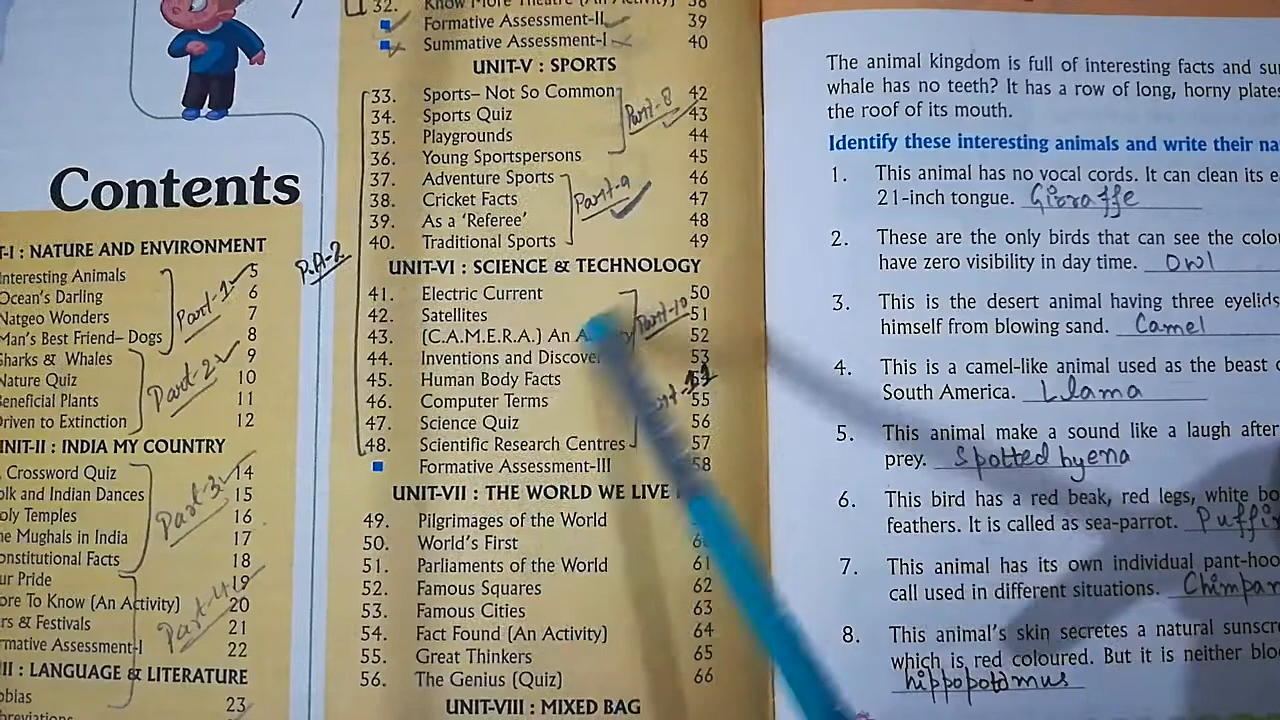 Contents
T-I : NATURE AND ENVIRONMENT
Interesting Animals 5
Ocean's Darling 6
Natgeo Wonders 7
Man's Best Friend– Dogs 8
Part-1
Sharks & Whales 9
Nature Quiz 10
Beneficial Plants 11
Driven to Extinction 12
Part-2
UNIT-II : INDIA MY COUNTRY
Crossword Quiz 14
olk and Indian Dances 15
oly Temples 16
he Mughals in India 17
onstitutional Facts 18
Part-3
ur Pride 19
ore To Know (An Activity) 20
rs & Festivals 21
rmative Assessment-I 22
Part-4
III : LANGUAGE & LITERATURE
obias 23
breviations
32. Know More Theatre (An Activity) 38
Formative Assessment-II 39
Summative Assessment-I 40
UNIT-V : SPORTS
33. Sports– Not So Common 42
34. Sports Quiz 43
35. Playgrounds 44
36. Young Sportspersons 45
Part-8
37. Adventure Sports 46
38. Cricket Facts 47
39. As a 'Referee' 48
40. Traditional Sports 49
Part-9
P.A-2
UNIT-VI : SCIENCE & TECHNOLOGY
41. Electric Current 50
42. Satellites 51
43. (C.A.M.E.R.A.) An 52
44. Inventions and 53
Part-10
45. Human Body Facts
46. Computer Terms 55
47. Science Quiz 56
48. Scientific Research Centres 57
Formative Assessment-III 58
UNIT-VII : THE WORLD WE LIVE
49. Pilgrimages of the World
50. World's First
51. Parliaments of the World 61
52. Famous Squares 62
53. Famous Cities 63
54. Fact Found (An Activity) 64
55. Great Thinkers 65
56. The Genius (Quiz) 66
UNIT-VIII : MIXED BAG
The animal kingdom is full of interesting facts and su
whale has no teeth? It has a row of long, horny plates
the roof of its mouth.
Identify these interesting animals and write their na
1. This animal has no vocal cords. It can clean its e
21-inch tongue. Giraffe
2. These are the only birds that can see the colo
have zero visibility in day time. Owl
3. This is the desert animal having three eyelids
himself from blowing sand. Camel
4. This is a camel-like animal used as the beast
South America. Llama
5. This animal make a sound like a laugh after
prey. Spotted hyena
6. This bird has a red beak, red legs, white bo
feathers. It is called as sea-parrot. Puffin
7. This animal has its own individual pant-hoo
call used in different situations. Chimpan
8. This animal's skin secretes a natural sunscr
which is red coloured. But it is neither blo
hippopotamus